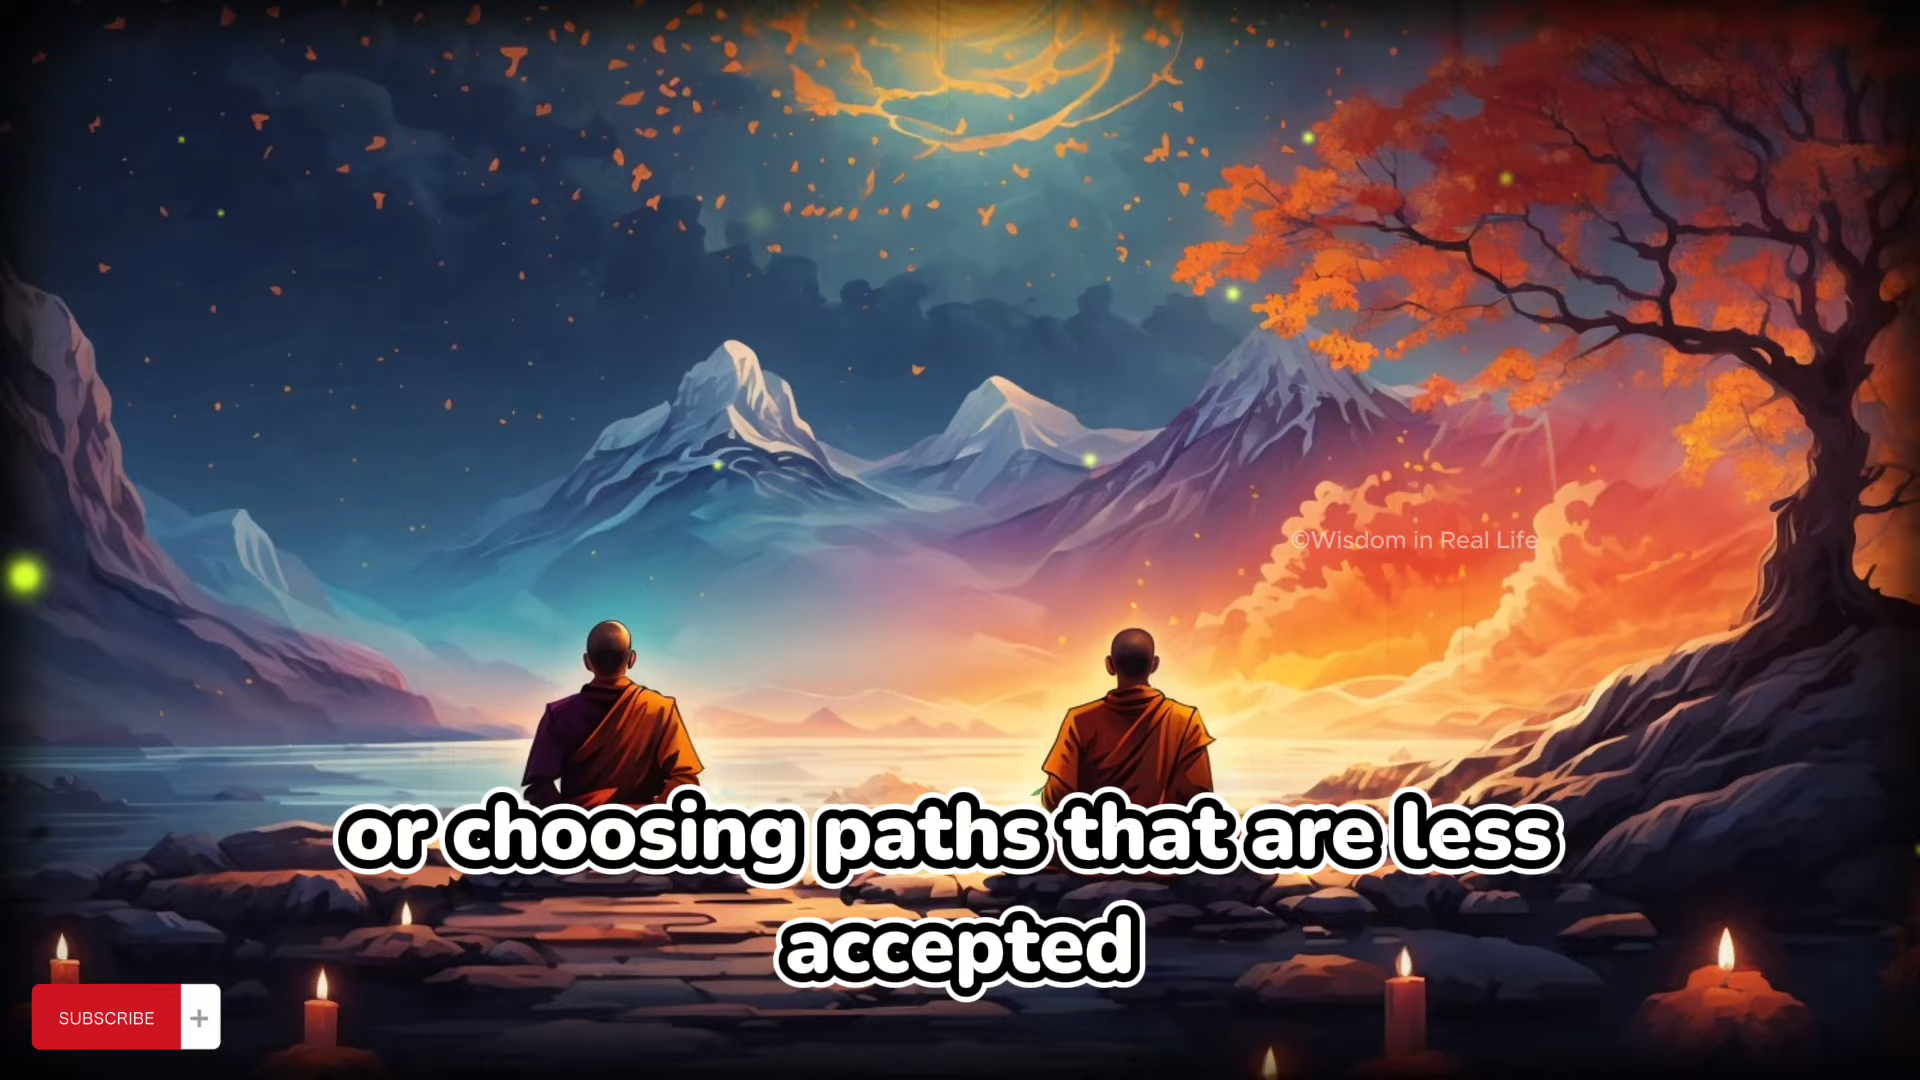 ©Wisdom in Real Life
or choosing paths that are less
accepted
SUBSCRIBE +